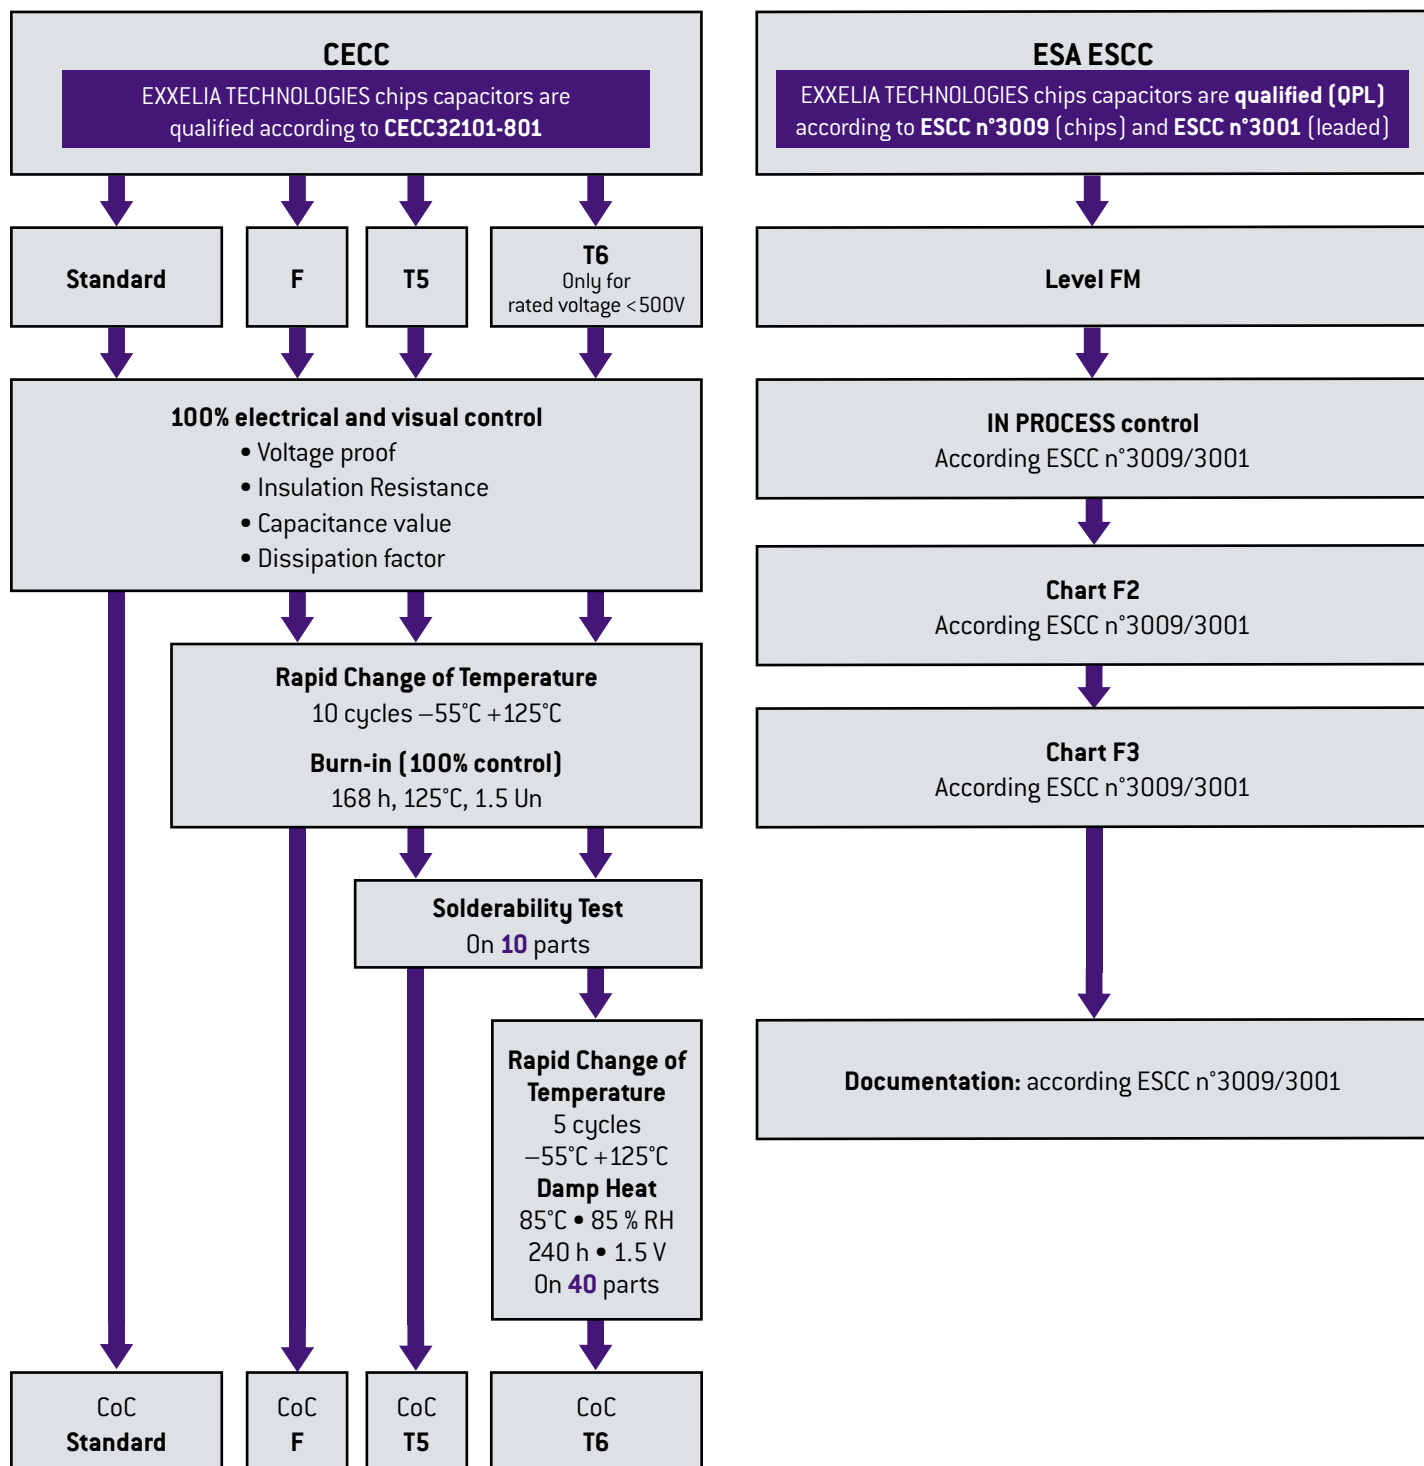 CECC
EXXELIA TECHNOLOGIES chips capacitors are
qualified according to CECC32101-801
Standard
F
T5
T6
Only for
rated voltage <500V
100% electrical and visual control
• Voltage proof
• Insulation Resistance
• Capacitance value
• Dissipation factor
Rapid Change of Temperature
10 cycles –55°C +125°C
Burn-in (100% control)
168 h, 125°C, 1.5 Un
Solderability Test
On 10 parts
Rapid Change of
Temperature
5 cycles
–55°C +125°C
Damp Heat
85°C • 85 % RH
240 h • 1.5 V
On 40 parts
CoC
Standard
CoC
F
CoC
T5
CoC
T6
ESA ESCC
EXXELIA TECHNOLOGIES chips capacitors are qualified (QPL)
according to ESCC n°3009 (chips) and ESCC n°3001 (leaded)
Level FM
IN PROCESS control
According ESCC n°3009/3001
Chart F2
According ESCC n°3009/3001
Chart F3
According ESCC n°3009/3001
Documentation: according ESCC n°3009/3001